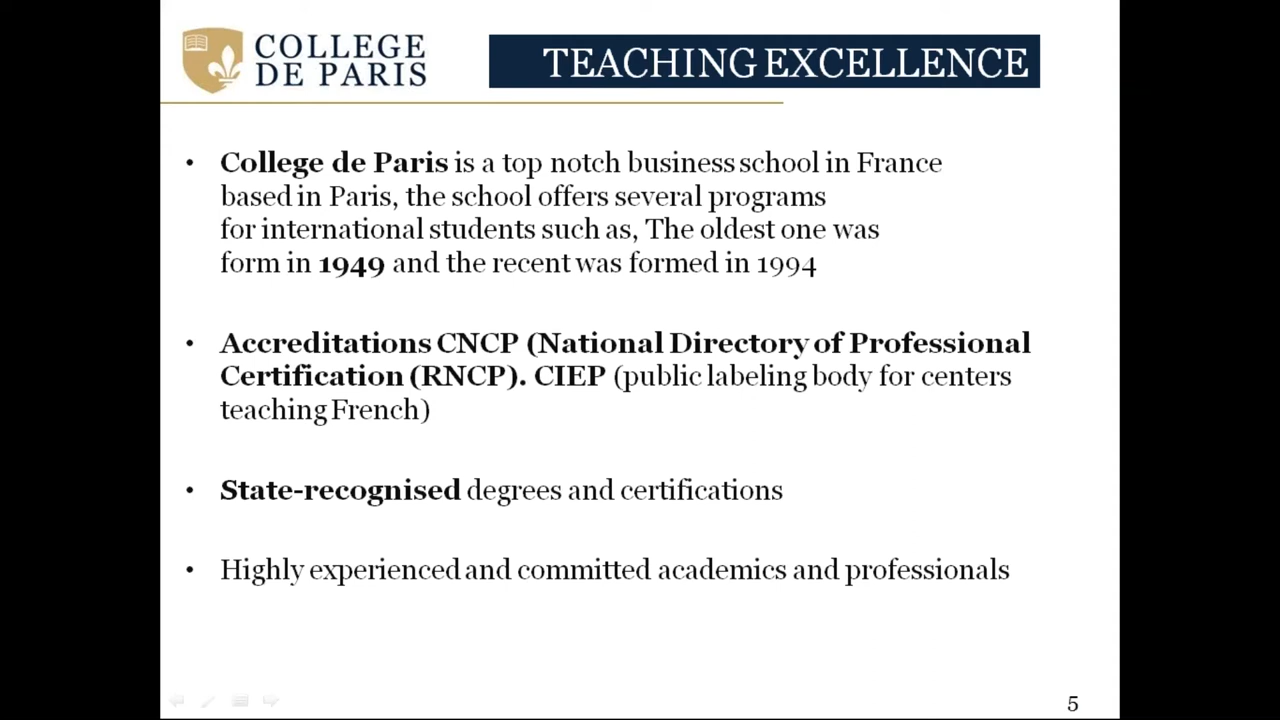 COLLEGE
DE PARIS
TEACHING EXCELLENCE
• College de Paris is a top notch business school in France
based in Paris, the school offers several programs
for international students such as, The oldest one was
form in 1949 and the recent was formed in 1994
• Accreditations CNCP (National Directory of Professional
Certification (RNCP). CIEP (public labeling body for centers
teaching French)
• State-recognised degrees and certifications
• Highly experienced and committed academics and professionals
5